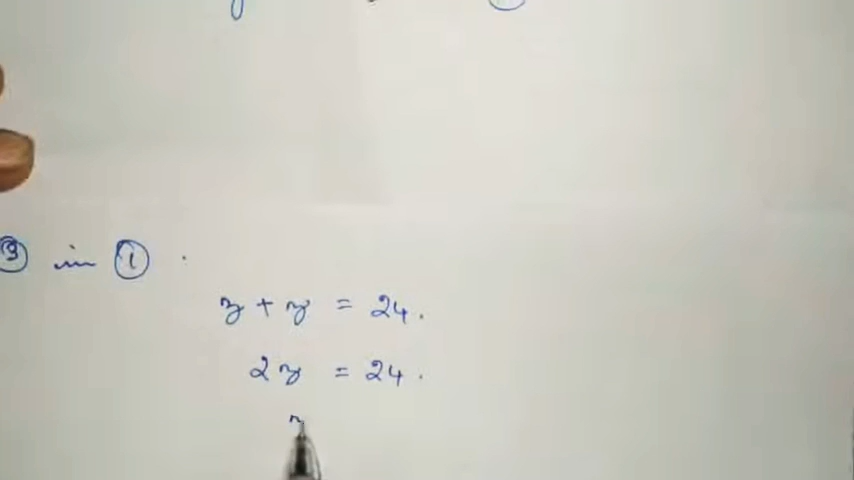 ③ in ① .
y + y = 24.
2y = 24.